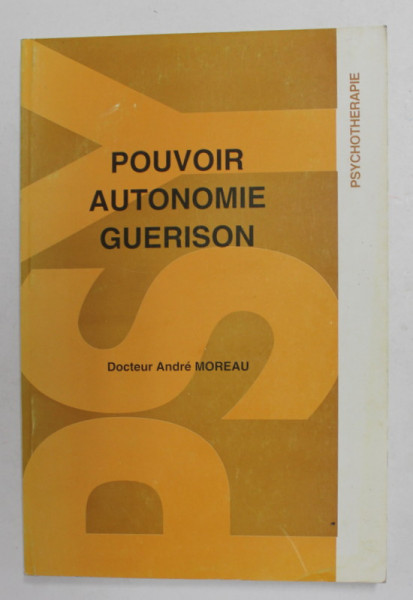 POUVOIR
AUTONOMIE
GUERISON
Docteur André MOREAU
PSYCHOTHERAPIE
PSY